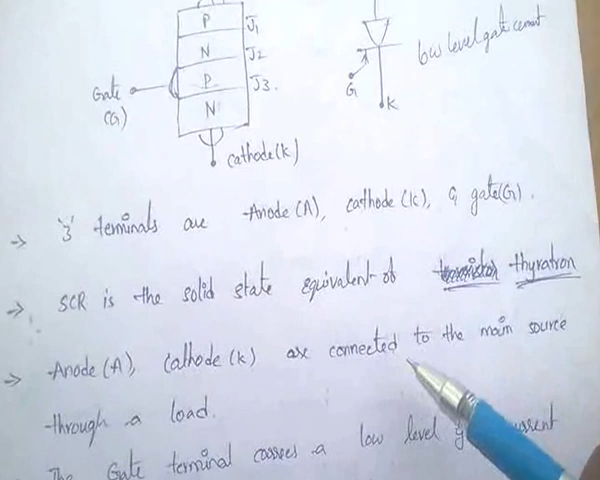 P
J1
N
J2
P
J3.
N
Gate
(G)
cathode(k)
G
K
low level gate current
→ '3' terminals are Anode(A), cathode(k), & gate(G).
→ SCR is the solid state equivalent of thyratron
→ Anode(A), Cathode(k) are connected to the main source
through a load.
The Gate terminal carries a low level current